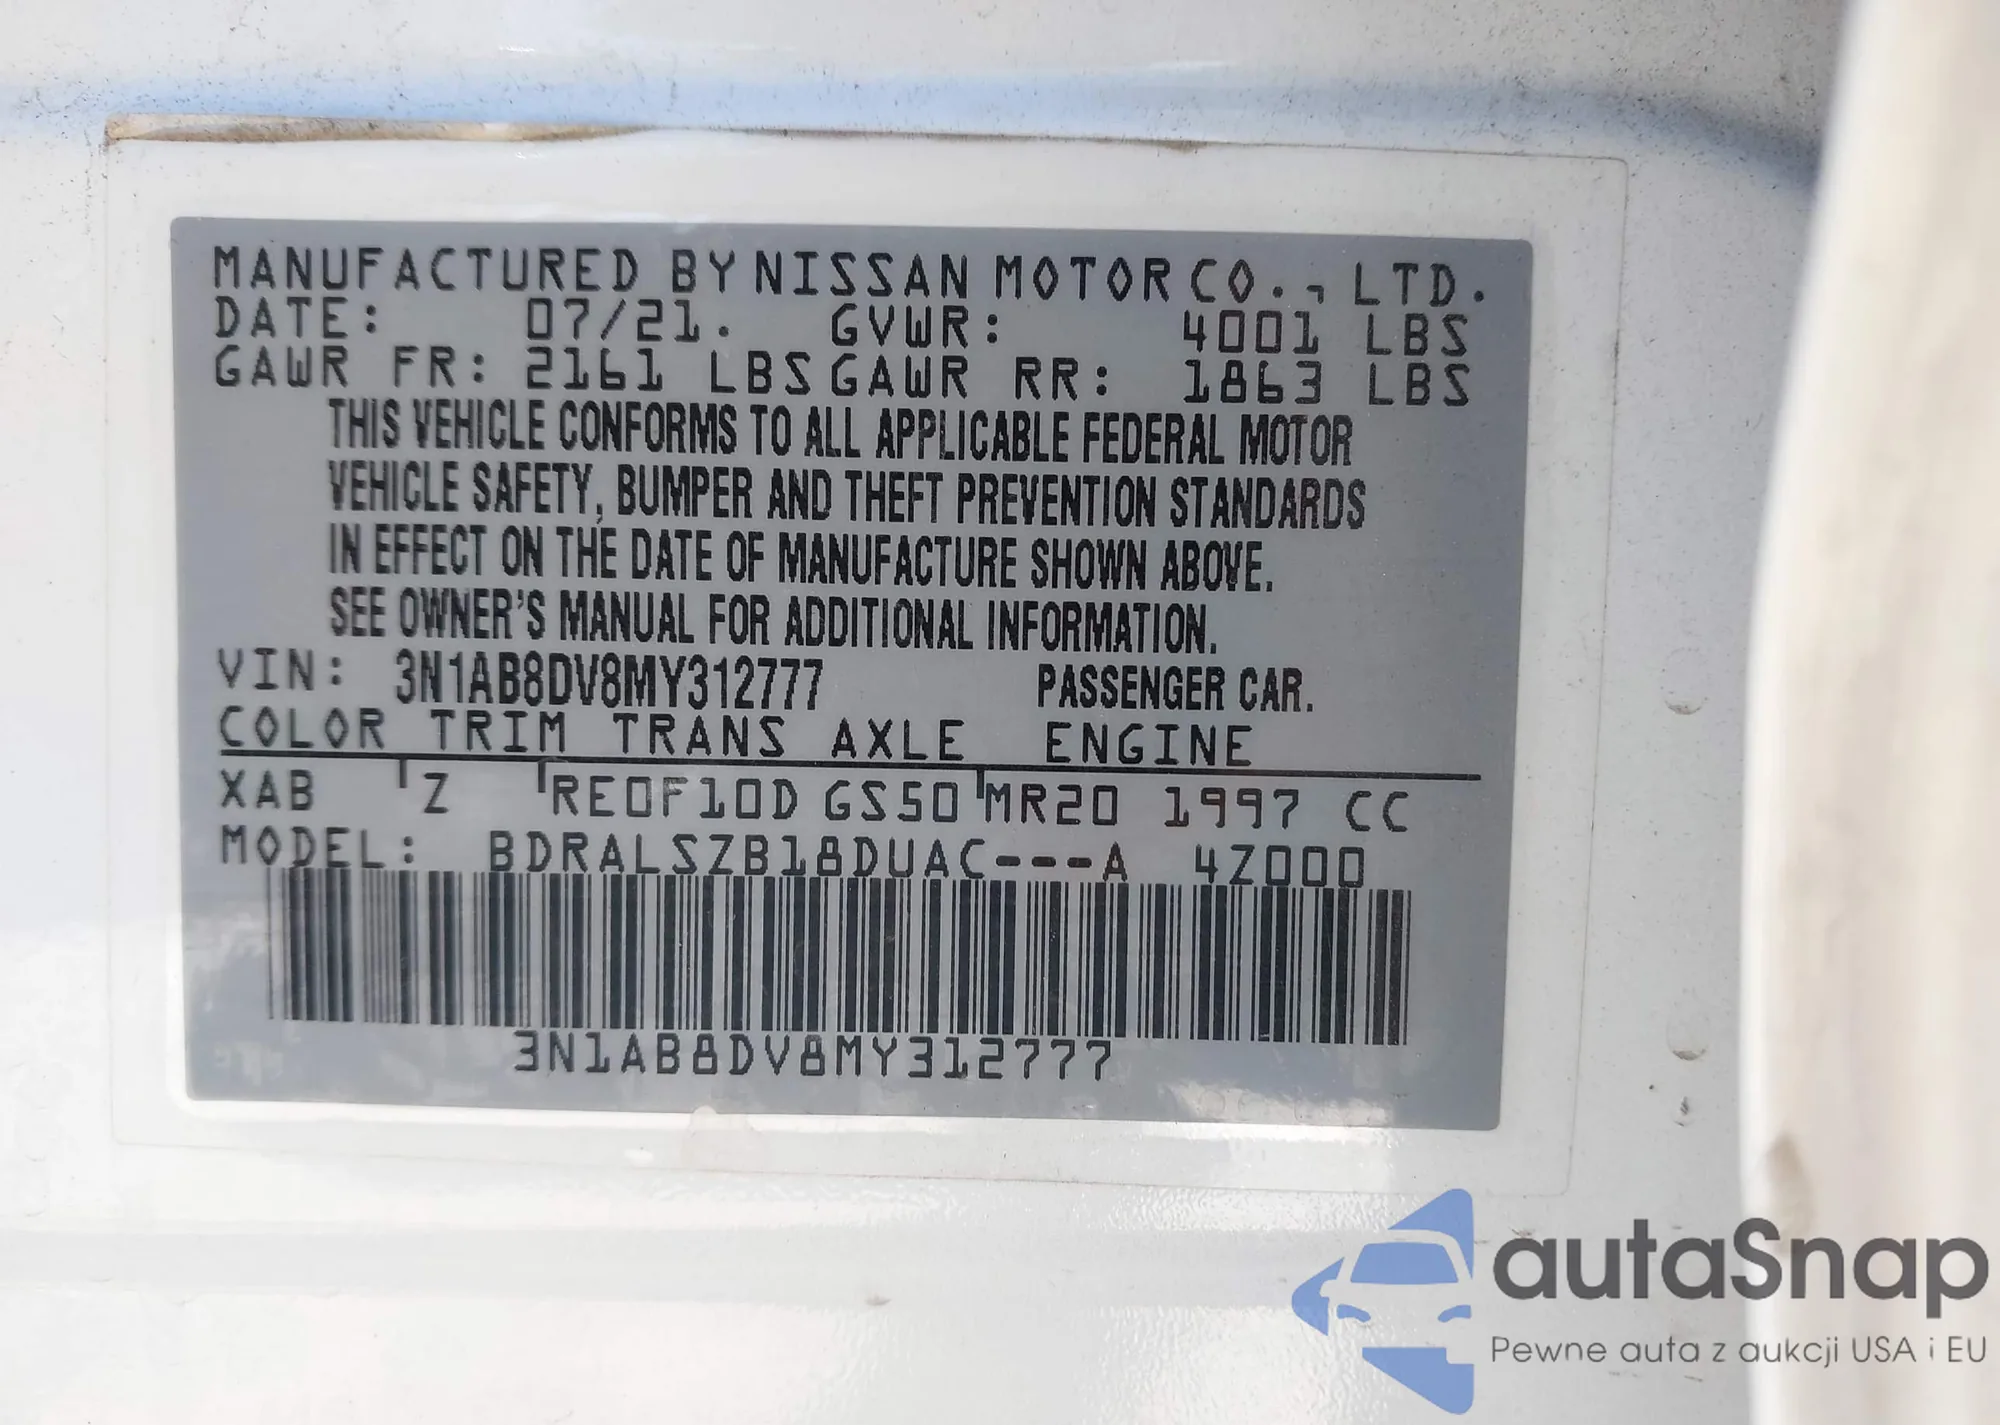 MANUFACTURED BY NISSAN MOTOR CO., LTD.
DATE: 07/21. GVWR: 4001 LBS
GAWR FR: 2161 LBS GAWR RR: 1863 LBS
THIS VEHICLE CONFORMS TO ALL APPLICABLE FEDERAL MOTOR
VEHICLE SAFETY, BUMPER AND THEFT PREVENTION STANDARDS
IN EFFECT ON THE DATE OF MANUFACTURE SHOWN ABOVE.
SEE OWNER'S MANUAL FOR ADDITIONAL INFORMATION.
VIN: 3N1AB8DV8MY312777 PASSENGER CAR.
COLOR TRIM TRANS AXLE ENGINE
XAB Z RE0F10D GS50 MR20 1997 CC
MODEL: BDRALSZB18DUAC---A 4Z000
3N1AB8DV8MY312777
autaSnap
Pewne auta z aukcji USA i EU